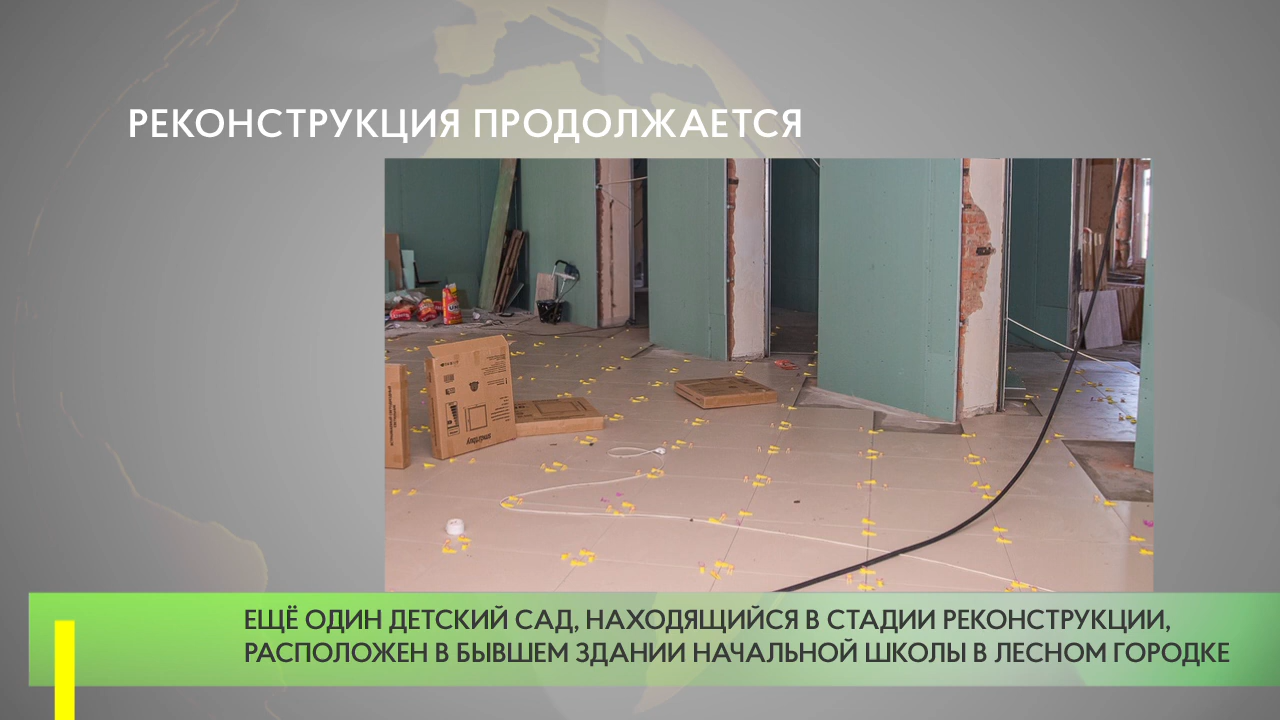 РЕКОНСТРУКЦИЯ ПРОДОЛЖАЕТСЯ
ЕЩЁ ОДИН ДЕТСКИЙ САД, НАХОДЯЩИЙСЯ В СТАДИИ РЕКОНСТРУКЦИИ,
РАСПОЛОЖЕН В БЫВШЕМ ЗДАНИИ НАЧАЛЬНОЙ ШКОЛЫ В ЛЕСНОМ ГОРОДКЕ